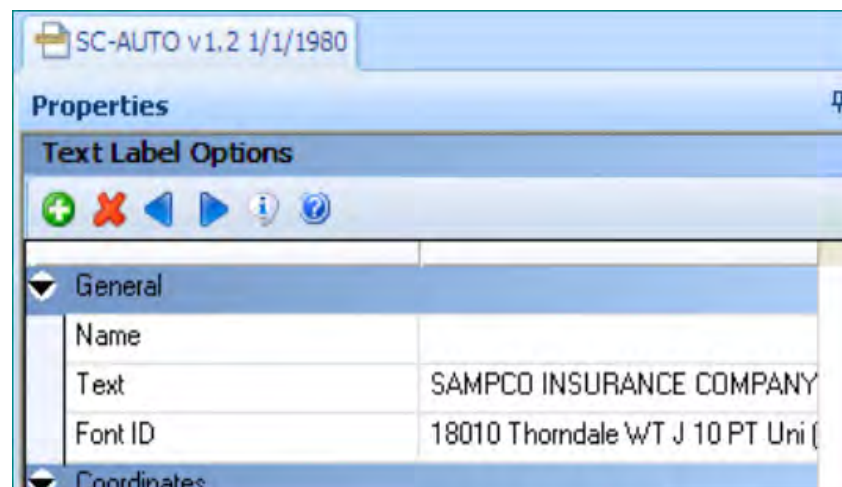 SC-AUTO v1.2 1/1/1980
Properties
Text Label Options
General
Name
Text SAMPCO INSURANCE COMPANY
Font ID 18010 Thorndale WT J 10 PT Uni (
Coordinates